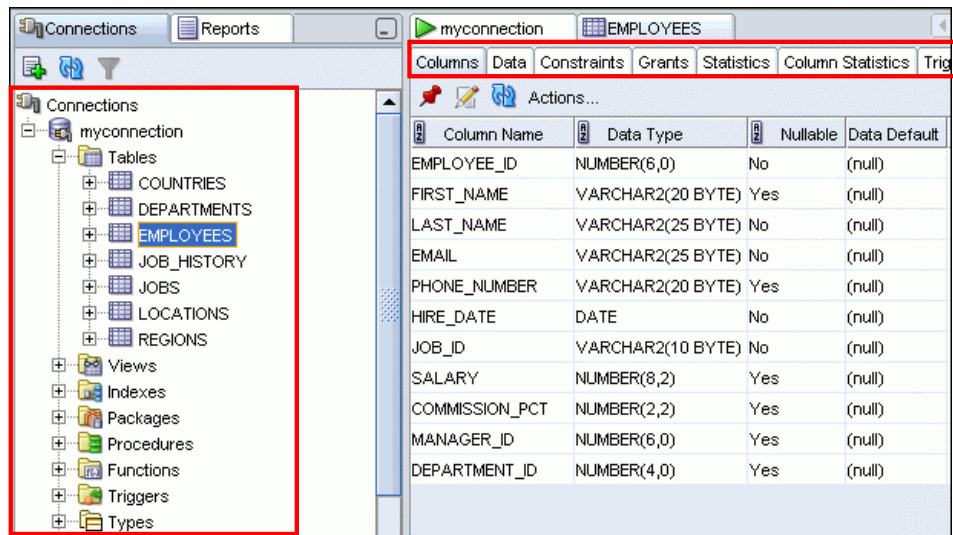 Connections
Reports
Connections
myconnection
Tables
COUNTRIES
DEPARTMENTS
EMPLOYEES
JOB_HISTORY
JOBS
LOCATIONS
REGIONS
Views
Indexes
Packages
Procedures
Functions
Triggers
Types
myconnection
EMPLOYEES
Columns Data Constraints Grants Statistics Column Statistics Trig
Actions...
Column Name Data Type Nullable Data Default
EMPLOYEE_ID NUMBER(6,0) No (null)
FIRST_NAME VARCHAR2(20 BYTE) Yes (null)
LAST_NAME VARCHAR2(25 BYTE) No (null)
EMAIL VARCHAR2(25 BYTE) No (null)
PHONE_NUMBER VARCHAR2(20 BYTE) Yes (null)
HIRE_DATE DATE No (null)
JOB_ID VARCHAR2(10 BYTE) No (null)
SALARY NUMBER(8,2) Yes (null)
COMMISSION_PCT NUMBER(2,2) Yes (null)
MANAGER_ID NUMBER(6,0) Yes (null)
DEPARTMENT_ID NUMBER(4,0) Yes (null)